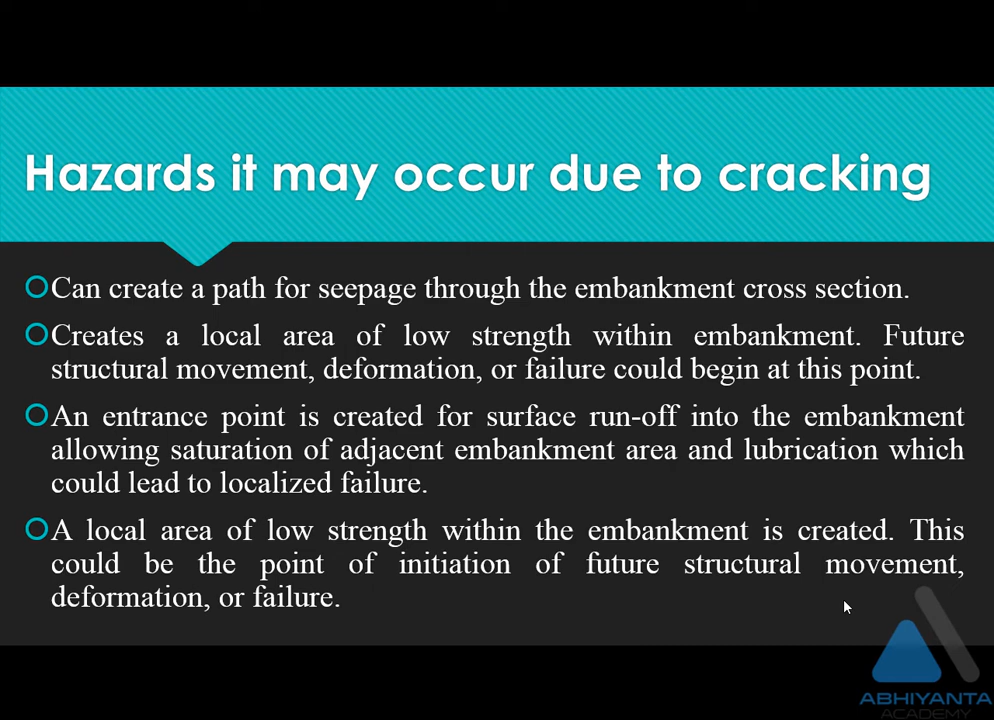 Hazards it may occur due to cracking
Can create a path for seepage through the embankment cross section.
Creates a local area of low strength within embankment. Future
structural movement, deformation, or failure could begin at this point.
An entrance point is created for surface run-off into the embankment
allowing saturation of adjacent embankment area and lubrication which
could lead to localized failure.
A local area of low strength within the embankment is created. This
could be the point of initiation of future structural movement,
deformation, or failure.
ABHIYANTA
ACADEMY